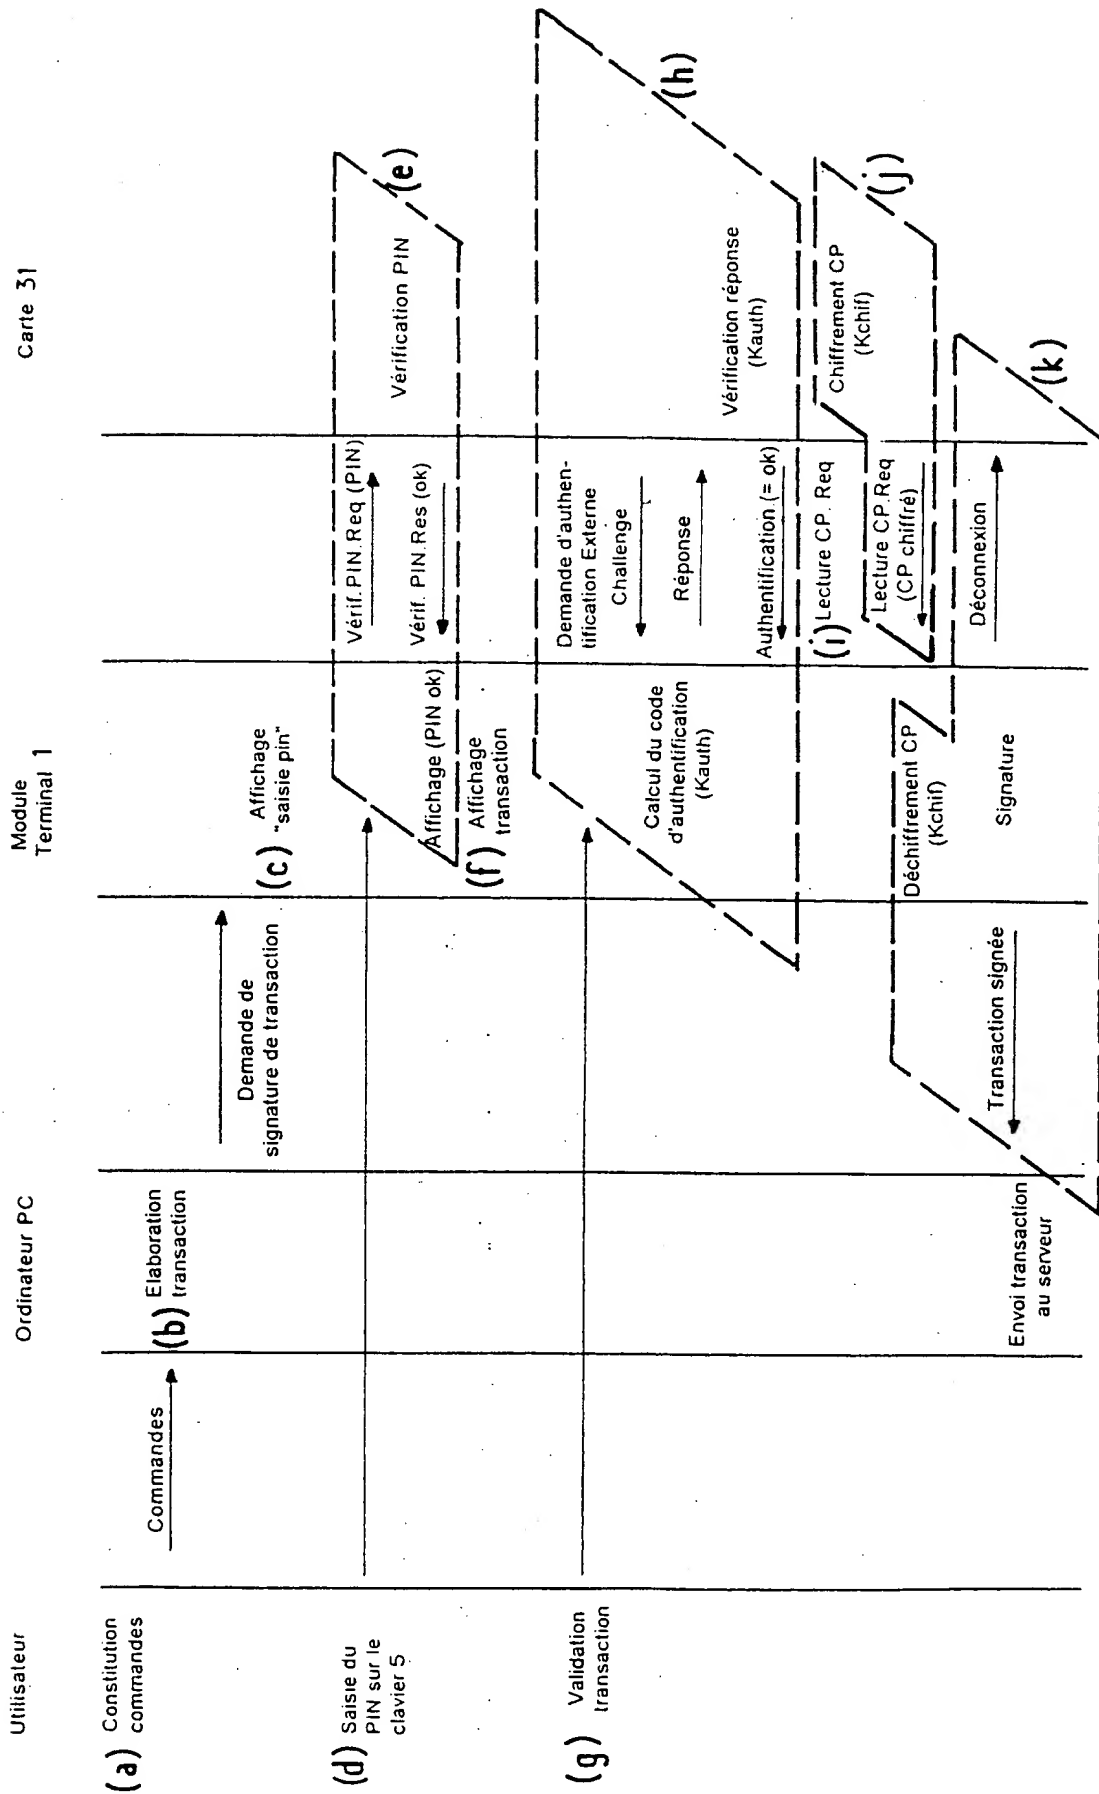 Utilisateur
Ordinateur PC
Module
Terminal 1
Carte 31
(a) Constitution
commandes
Commandes
(b) Elaboration
transaction
Demande de
signature de transaction
(c) Affichage
"saisie pin"
(d) Saisie du
PIN sur le
clavier 5
Vérif. PIN.Req (PIN)
Vérification PIN
(e)
Vérif. PIN.Res (ok)
Affichage (PIN ok)
(f) Affichage
transaction
(g) Validation
transaction
Demande d'authen-
tification Externe
Challenge
Calcul du code
d'authentification
(Kauth)
Réponse
Vérification réponse
(Kauth)
(h)
Authentification (= ok)
(i) Lecture CP. Req
Chiffrement CP
(Kchif)
(j)
Lecture CP.Req
(CP chiffré)
Déchiffrement CP
(Kchif)
Déconnexion
(k)
Signature
Transaction signée
Envoi transaction
au serveur